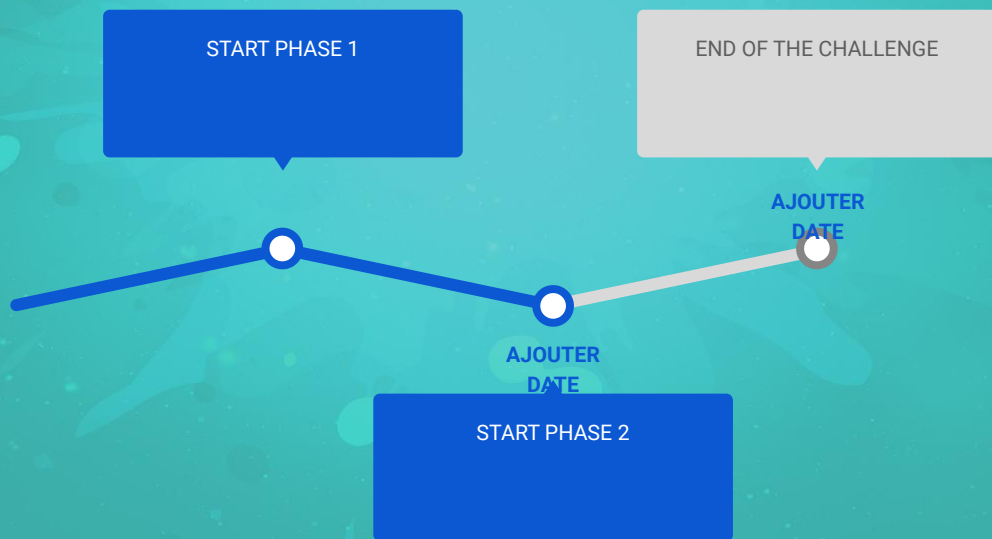 START PHASE 1
END OF THE CHALLENGE
AJOUTER
DATE
AJOUTER
DATE
START PHASE 2